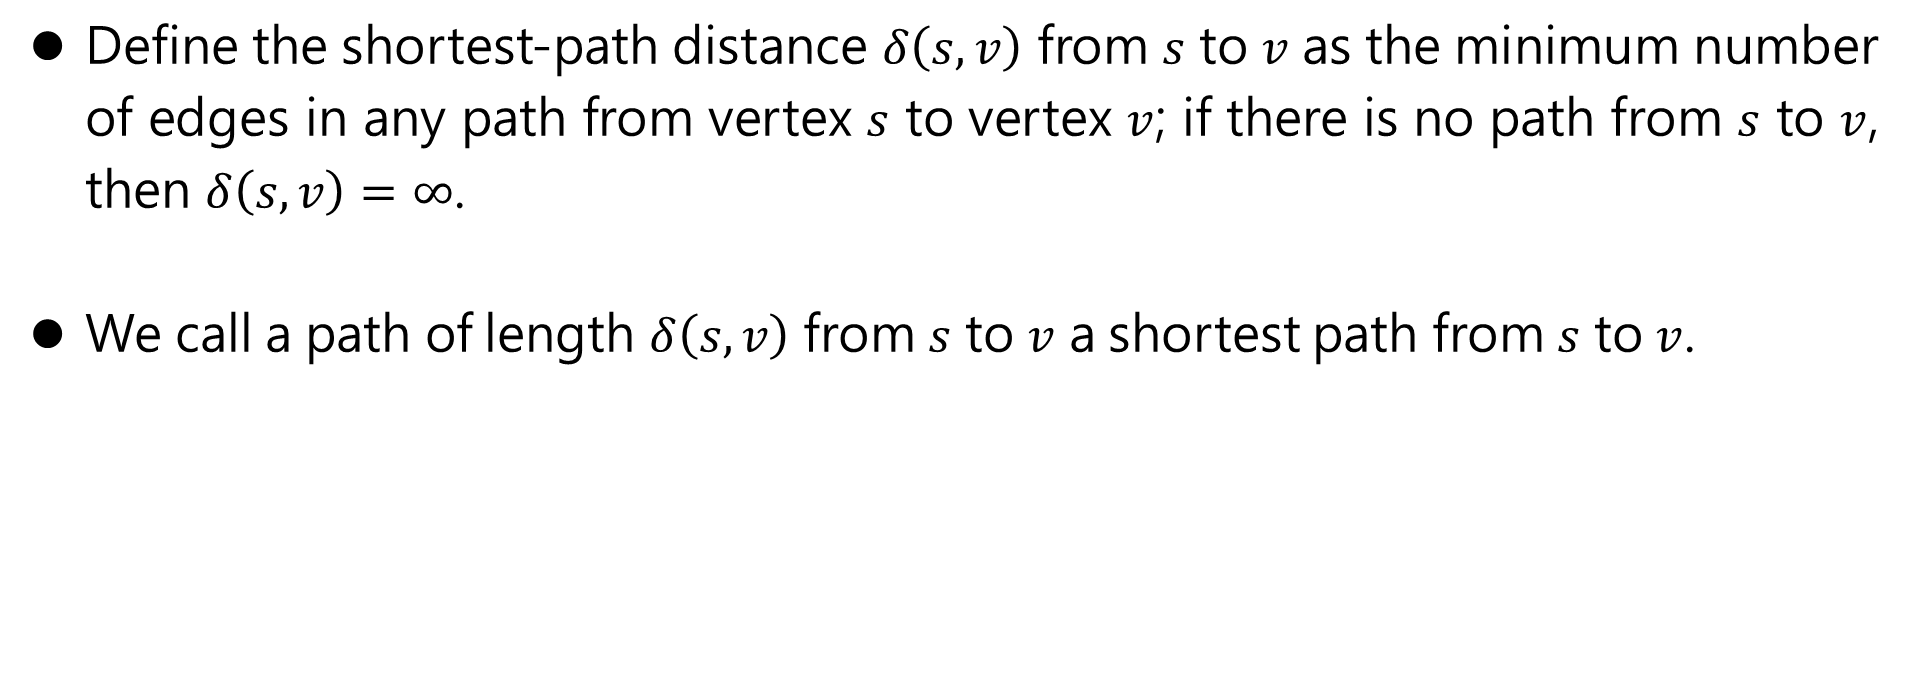 ● Define the shortest-path distance 𝛿(𝑠, 𝑣) from 𝑠 to 𝑣 as the minimum number
of edges in any path from vertex 𝑠 to vertex 𝑣; if there is no path from 𝑠 to 𝑣,
then 𝛿(𝑠, 𝑣) = ∞.
● We call a path of length 𝛿(𝑠, 𝑣) from 𝑠 to 𝑣 a shortest path from 𝑠 to 𝑣.